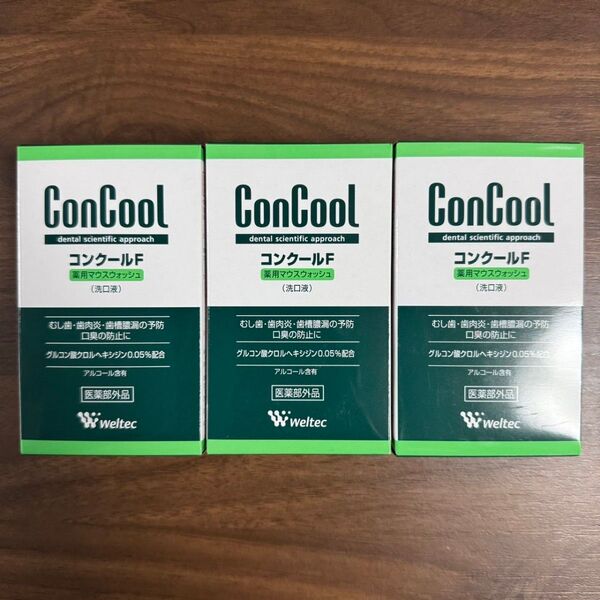 ConCool
dental scientific approach
コンクールF
薬用マウスウォッシュ
(洗口液)
むし歯・歯肉炎・歯槽膿漏の予防
口臭の防止に
グルコン酸クロルヘキシジン0.05%配合
アルコール含有
医薬部外品
Weltec
ConCool
dental scientific approach
コンクールF
薬用マウスウォッシュ
(洗口液)
むし歯・歯肉炎・歯槽膿漏の予防
口臭の防止に
グルコン酸クロルヘキシジン0.05%配合
アルコール含有
医薬部外品
Weltec
ConCool
dental scientific approach
コンクールF
薬用マウスウォッシュ
(洗口液)
むし歯・歯肉炎・歯槽膿漏の予防
口臭の防止に
グルコン酸クロルヘキシジン0.05%配合
アルコール含有
医薬部外品
Weltec